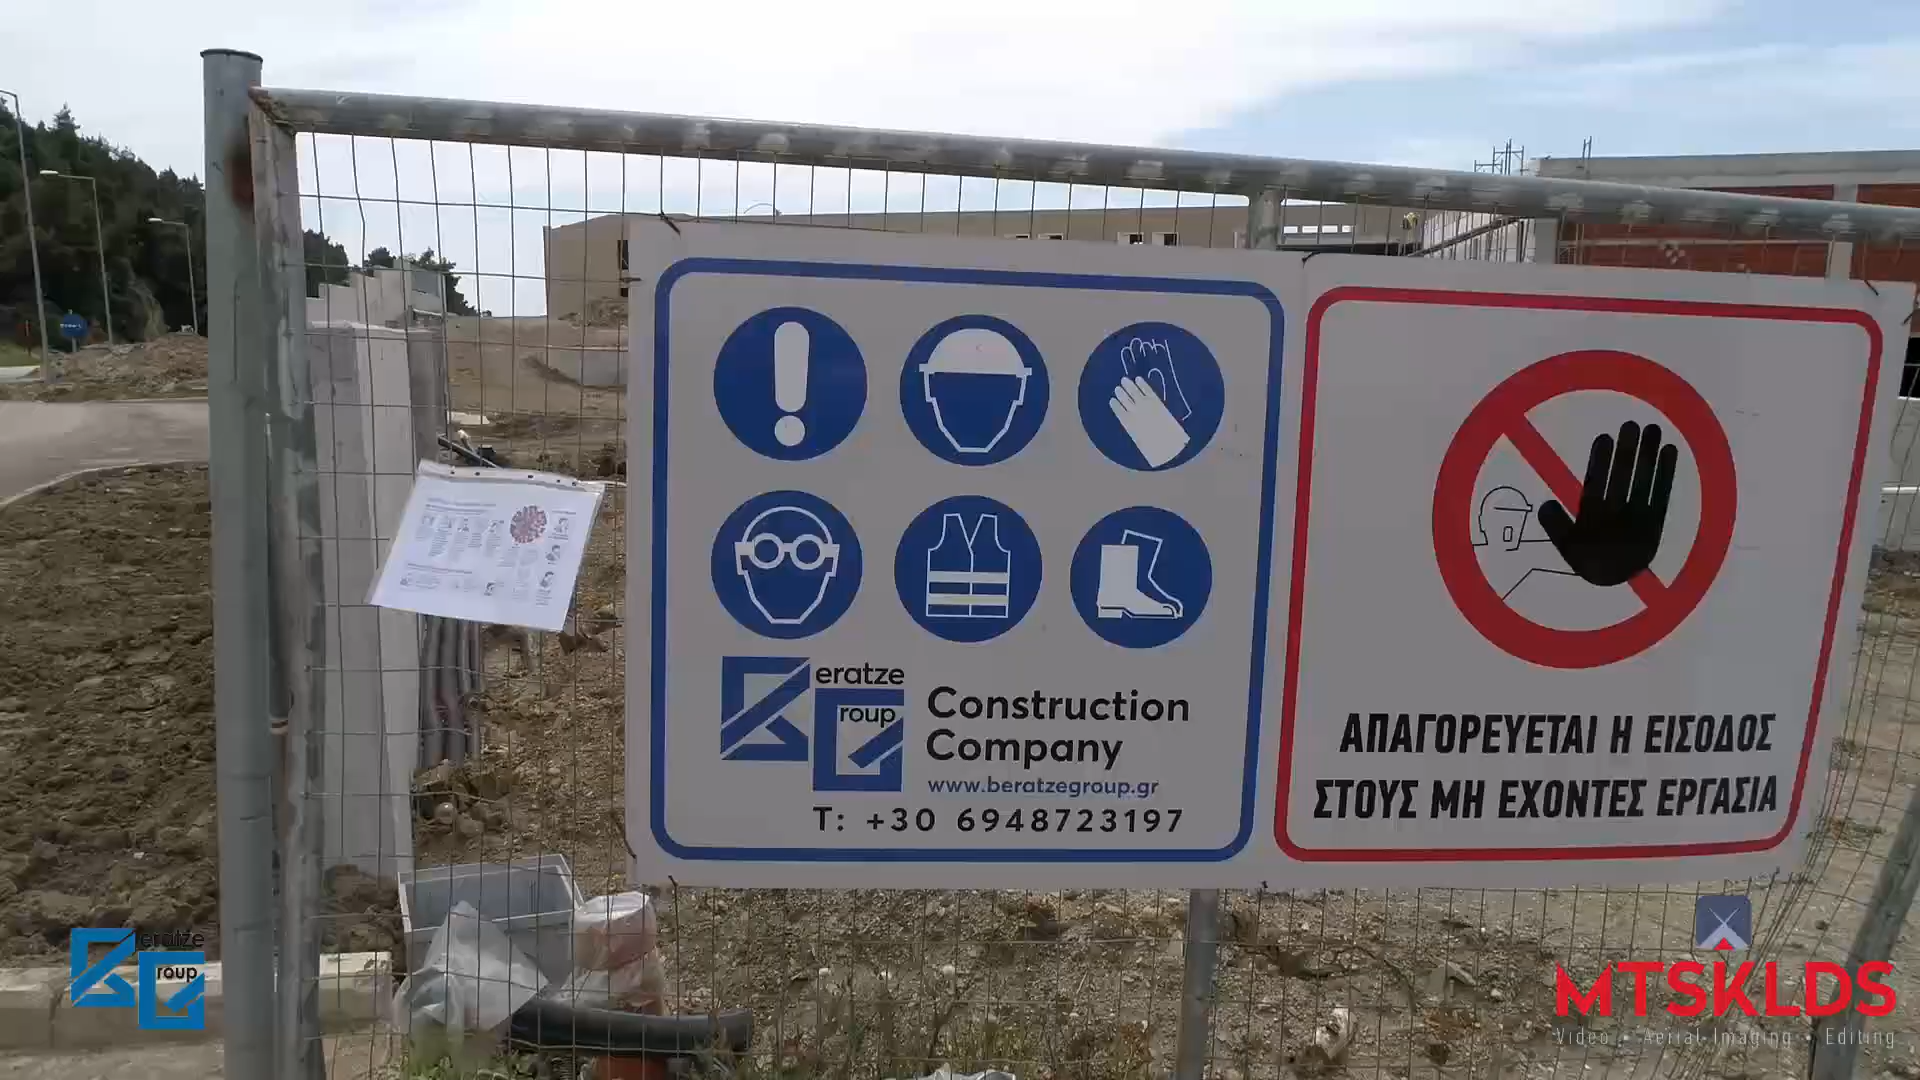 eratze
roup
Construction
Company
www.beratzegroup.gr
T: +30 6948723197
ΑΠΑΓΟΡΕΥΕΤΑΙ Η ΕΙΣΟΔΟΣ
ΣΤΟΥΣ ΜΗ ΕΧΟΝΤΕΣ ΕΡΓΑΣΙΑ
eratze
roup
MTSKLDS
Video • Aerial Imaging • Editing